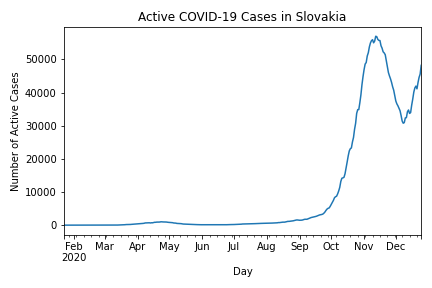 Active COVID-19 Cases in Slovakia
Number of Active Cases
50000
40000
30000
20000
10000
0
Feb Mar Apr May Jun Jul Aug Sep Oct Nov Dec
2020
Day